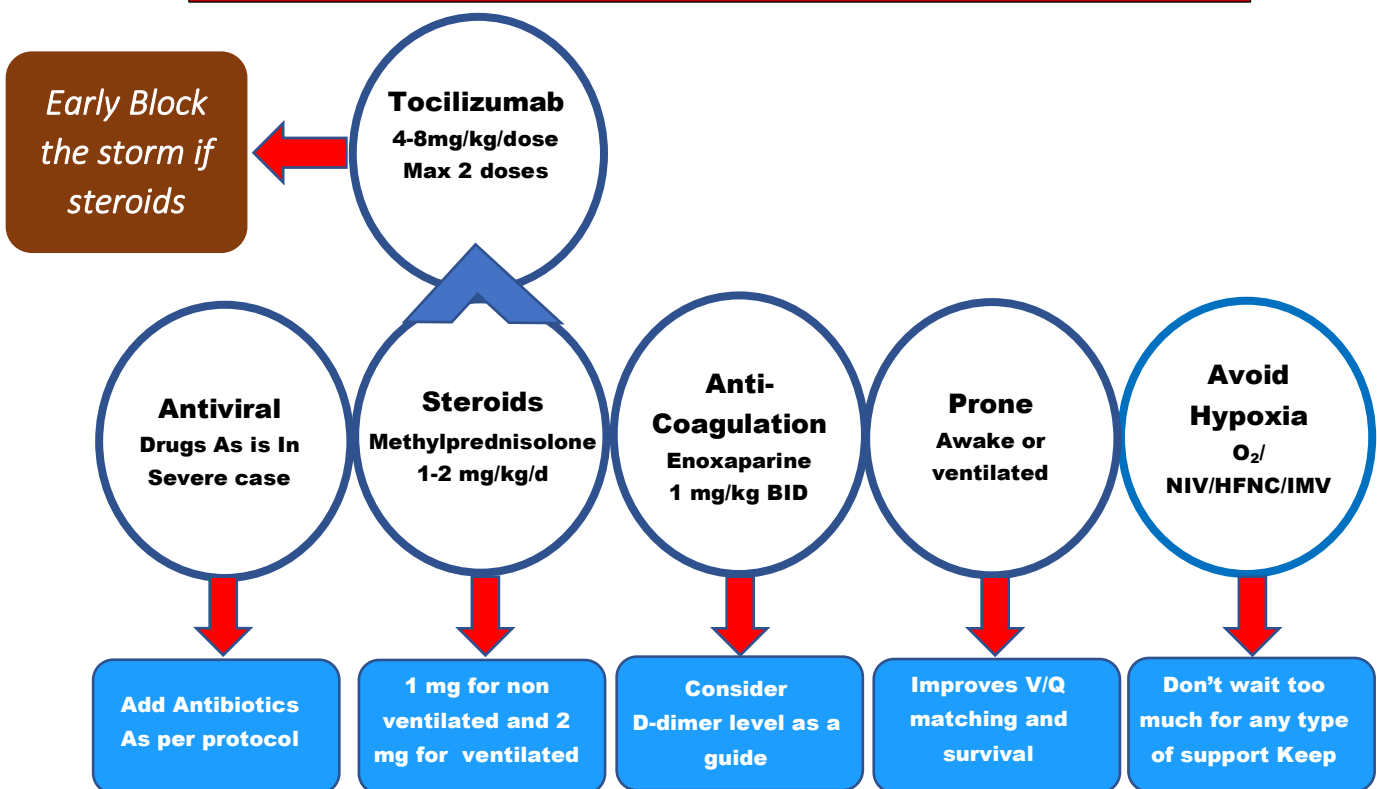 Early Block
the storm if
steroids
Tocilizumab
4-8mg/kg/dose
Max 2 doses
Antiviral
Drugs As is In
Severe case
Steroids
Methylprednisolone
1-2 mg/kg/d
Anti-
Coagulation
Enoxaparine
1 mg/kg BID
Prone
Awake or
ventilated
Avoid
Hypoxia
O₂/
NIV/HFNC/IMV
Add Antibiotics
As per protocol
1 mg for non
ventilated and 2
mg for ventilated
Consider
D-dimer level as a
guide
Improves V/Q
matching and
survival
Don’t wait too
much for any type
of support Keep